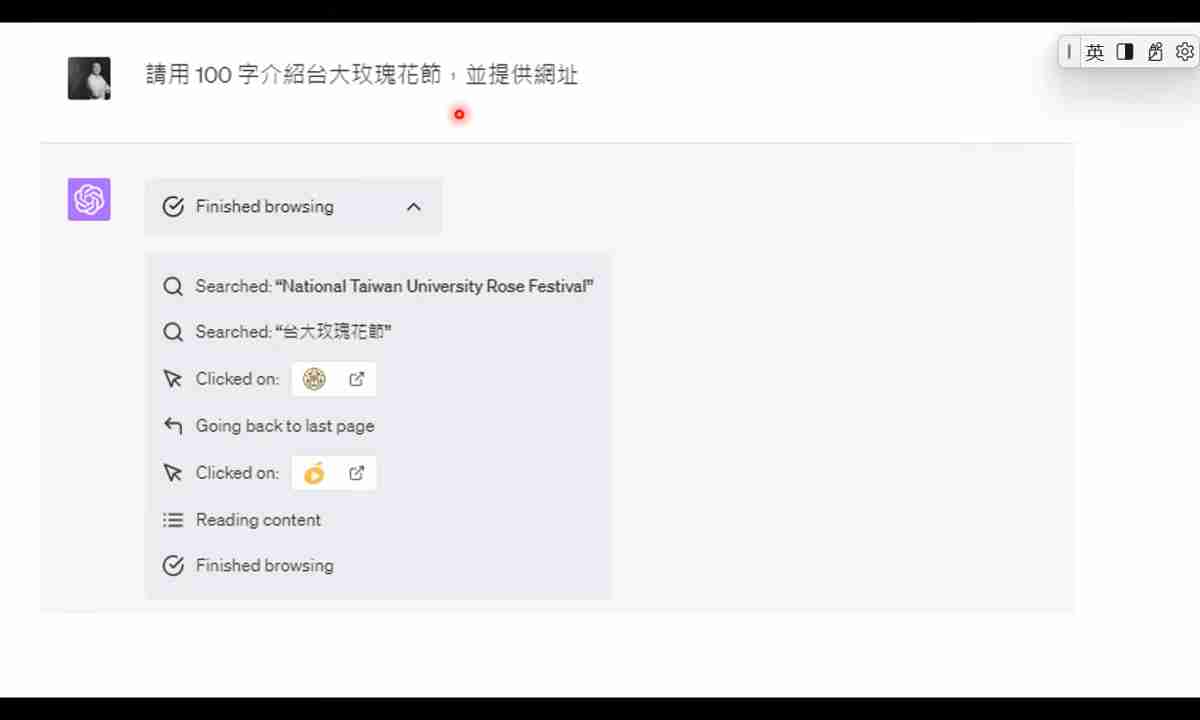 請用 100 字介紹台大玫瑰花節，並提供網址
英
Finished browsing
Searched: “National Taiwan University Rose Festival”
Searched: “台大玫瑰花節”
Clicked on:
Going back to last page
Clicked on:
Reading content
Finished browsing